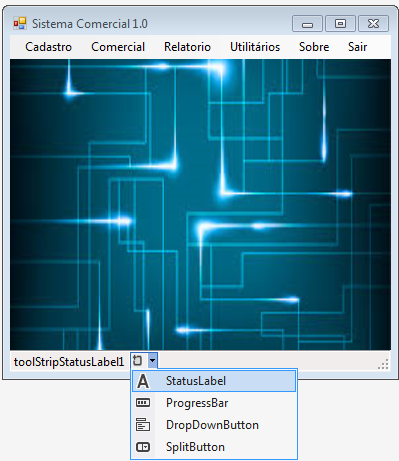 Sistema Comercial 1.0
Cadastro Comercial Relatorio Utilitários Sobre Sair
toolStripStatusLabel1
A StatusLabel
ProgressBar
DropDownButton
SplitButton